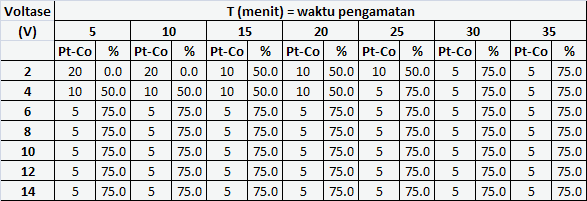 Voltase T (menit) = waktu pengamatan
(V) 5 10 15 20 25 30 35
Pt-Co % Pt-Co % Pt-Co % Pt-Co % Pt-Co % Pt-Co % Pt-Co %
2 20 0.0 20 0.0 10 50.0 10 50.0 10 50.0 5 75.0 5 75.0
4 10 50.0 10 50.0 10 50.0 10 50.0 5 75.0 5 75.0 5 75.0
6 5 75.0 5 75.0 5 75.0 5 75.0 5 75.0 5 75.0 5 75.0
8 5 75.0 5 75.0 5 75.0 5 75.0 5 75.0 5 75.0 5 75.0
10 5 75.0 5 75.0 5 75.0 5 75.0 5 75.0 5 75.0 5 75.0
12 5 75.0 5 75.0 5 75.0 5 75.0 5 75.0 5 75.0 5 75.0
14 5 75.0 5 75.0 5 75.0 5 75.0 5 75.0 5 75.0 5 75.0